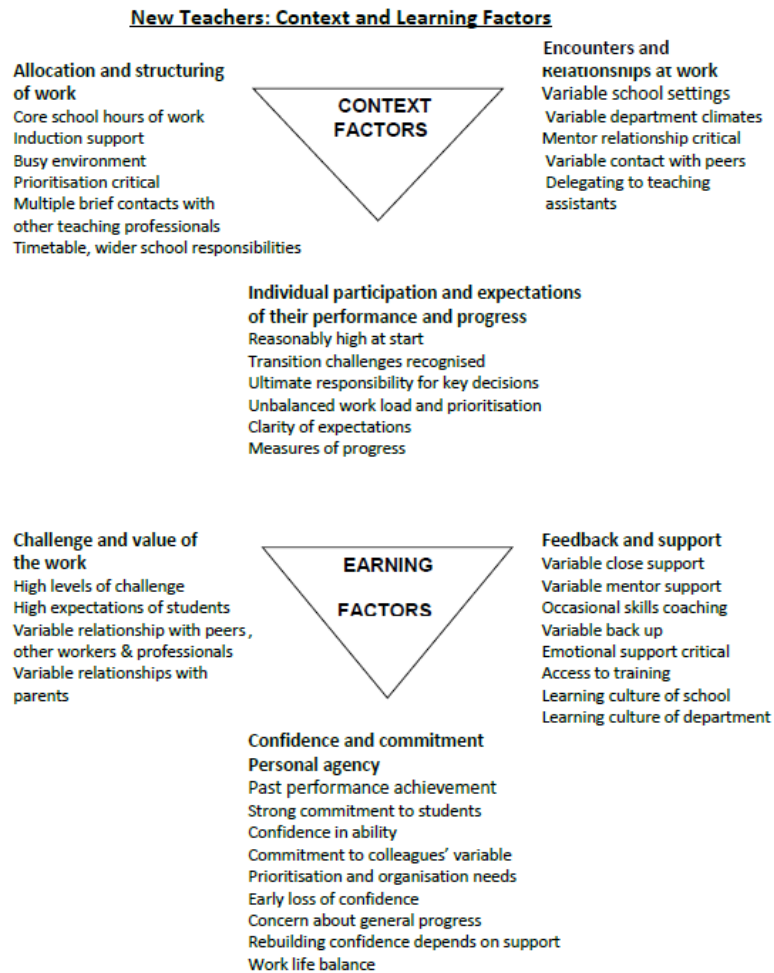 New Teachers: Context and Learning Factors
Allocation and structuring
of work
Core school hours of work
Induction support
Busy environment
Prioritisation critical
Multiple brief contacts with
other teaching professionals
Timetable, wider school responsibilities
CONTEXT
FACTORS
Encounters and
Relationships at work
Variable school settings
Variable department climates
Mentor relationship critical
Variable contact with peers
Delegating to teaching
assistants
Individual participation and expectations
of their performance and progress
Reasonably high at start
Transition challenges recognised
Ultimate responsibility for key decisions
Unbalanced work load and prioritisation
Clarity of expectations
Measures of progress
Challenge and value of
the work
High levels of challenge
High expectations of students
Variable relationship with peers,
other workers & professionals
Variable relationships with
parents
EARNING
FACTORS
Feedback and support
Variable close support
Variable mentor support
Occasional skills coaching
Variable back up
Emotional support critical
Access to training
Learning culture of school
Learning culture of department
Confidence and commitment
Personal agency
Past performance achievement
Strong commitment to students
Confidence in ability
Commitment to colleagues' variable
Prioritisation and organisation needs
Early loss of confidence
Concern about general progress
Rebuilding confidence depends on support
Work life balance